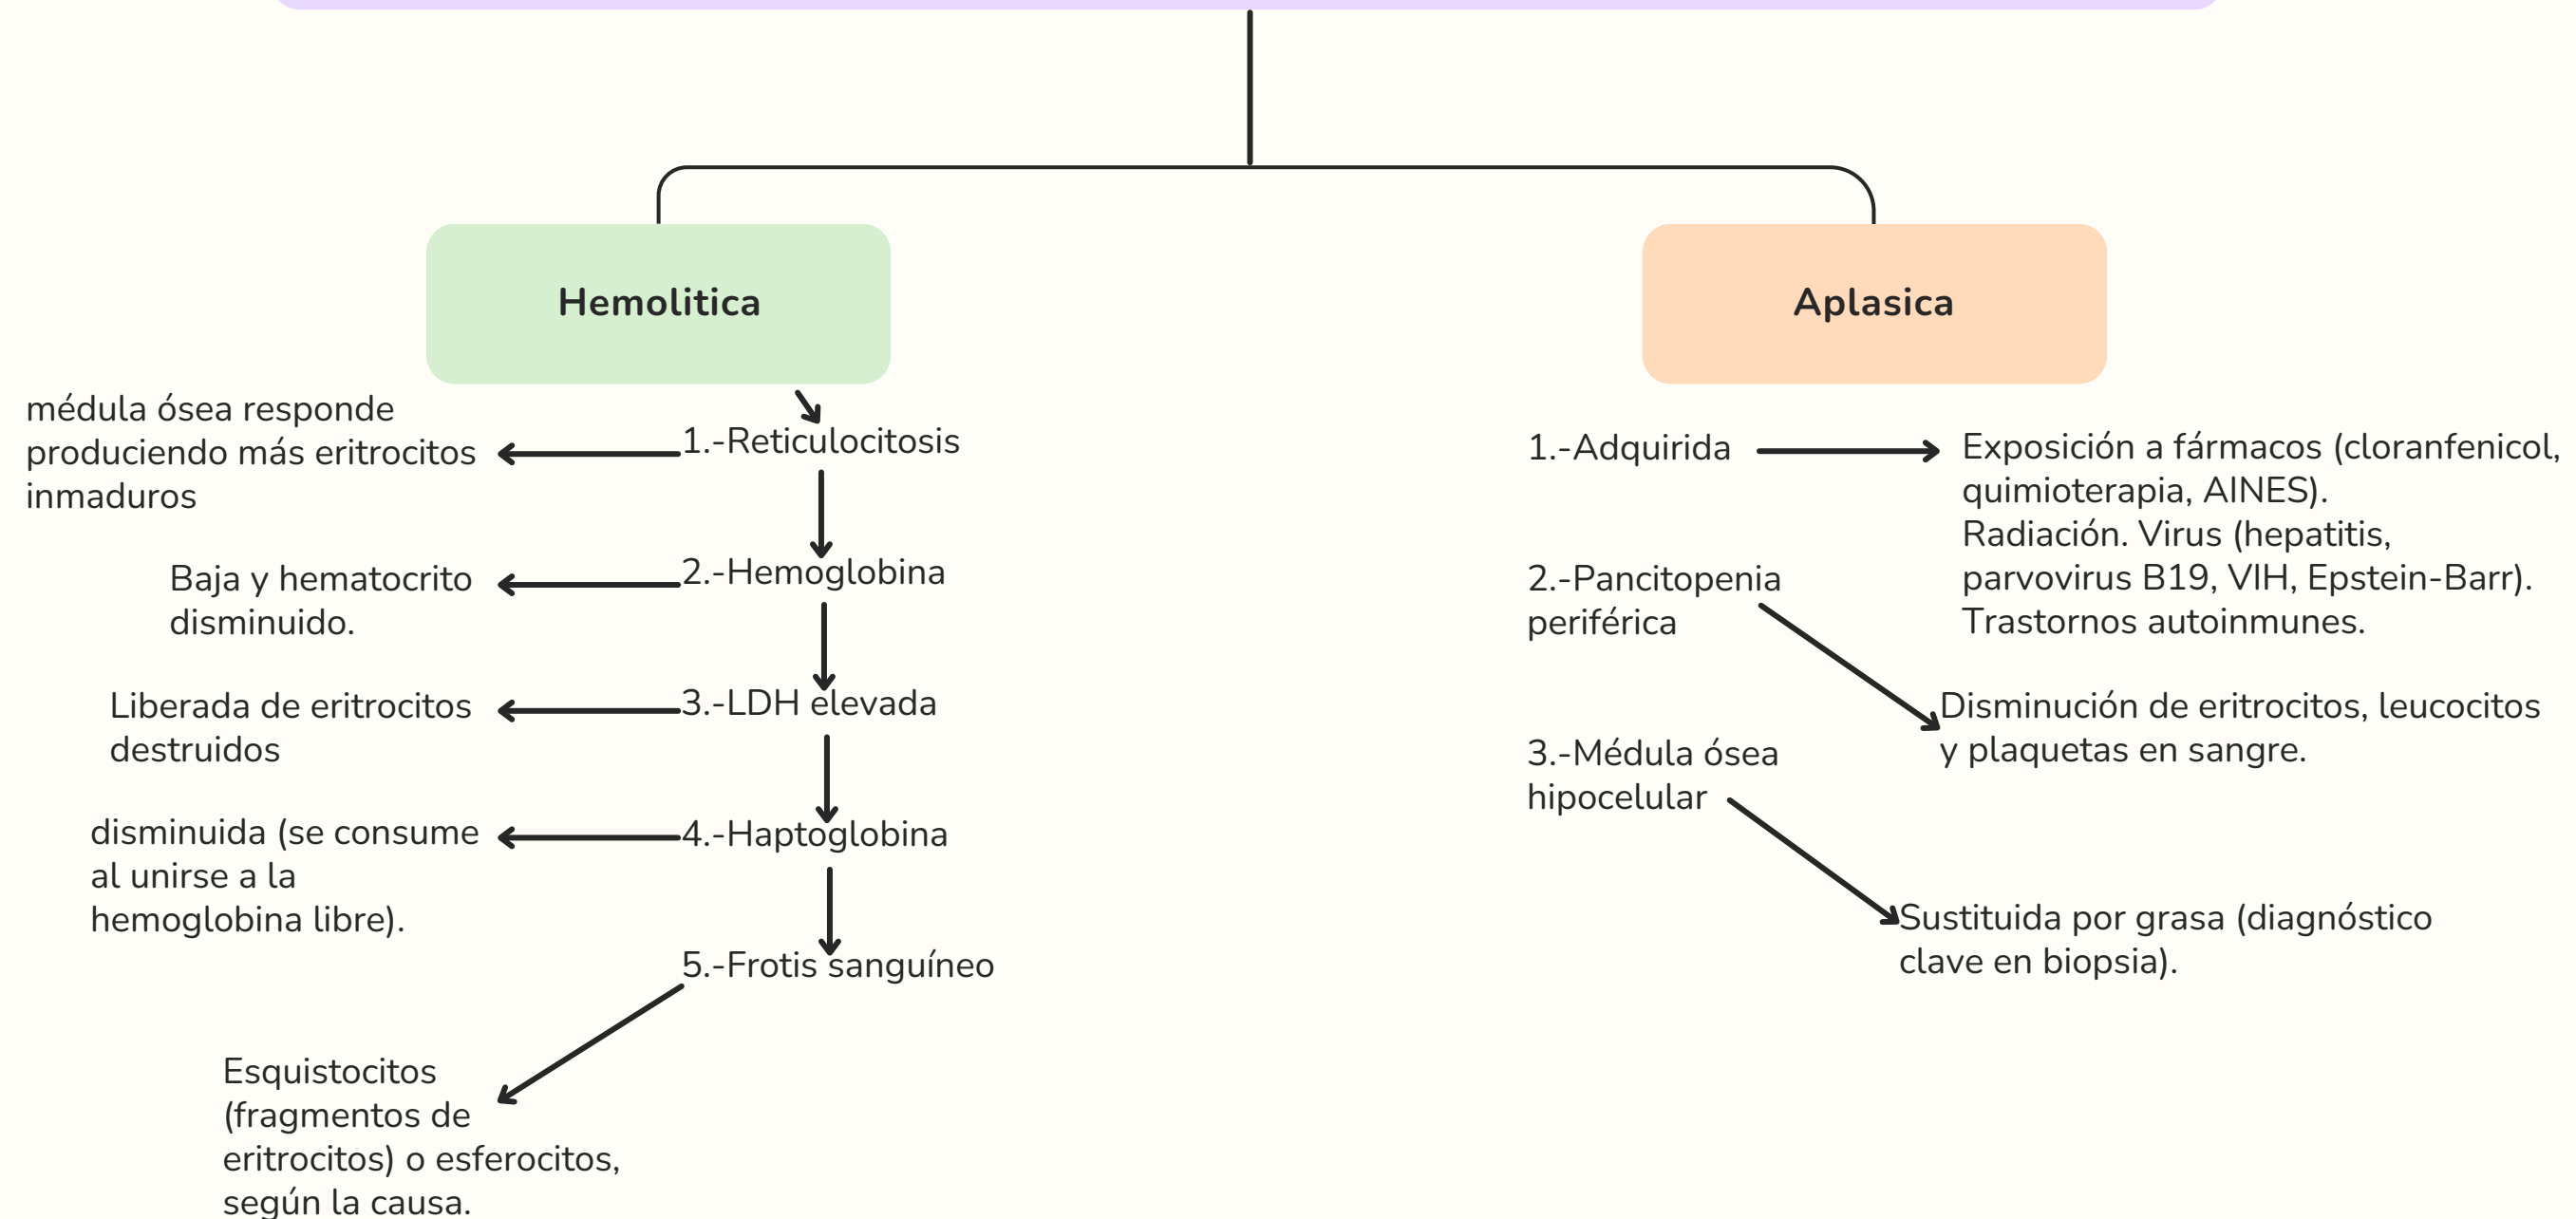 Hemolitica
médula ósea responde
produciendo más eritrocitos
inmaduros
1.-Reticulocitosis
Baja y hematocrito
disminuido.
2.-Hemoglobina
Liberada de eritrocitos
destruidos
3.-LDH elevada
disminuida (se consume
al unirse a la
hemoglobina libre).
4.-Haptoglobina
5.-Frotis sanguíneo
Esquistocitos
(fragmentos de
eritrocitos) o esferocitos,
según la causa.
Aplasica
1.-Adquirida
Exposición a fármacos (cloranfenicol,
quimioterapia, AINES).
Radiación. Virus (hepatitis,
parvovirus B19, VIH, Epstein-Barr).
Trastornos autoinmunes.
2.-Pancitopenia
periférica
Disminución de eritrocitos, leucocitos
y plaquetas en sangre.
3.-Médula ósea
hipocelular
Sustituida por grasa (diagnóstico
clave en biopsia).